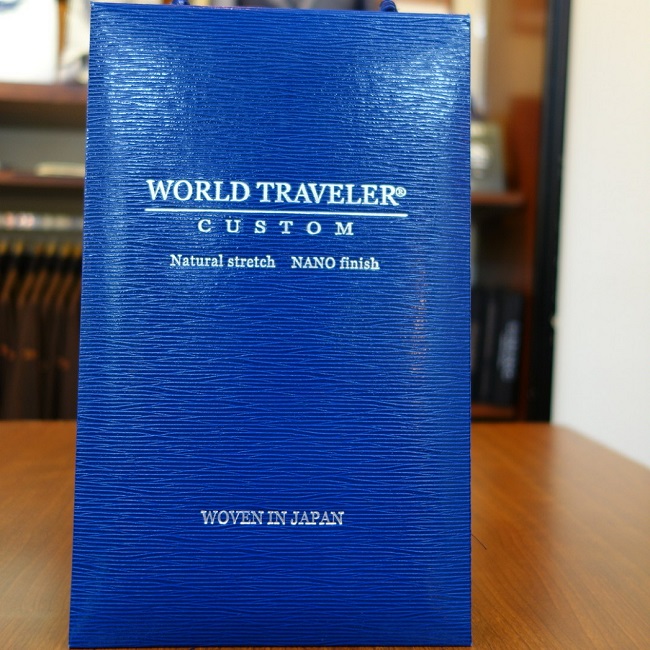 WORLD TRAVELER®
CUSTOM
Natural stretch NANO finish
WOVEN IN JAPAN